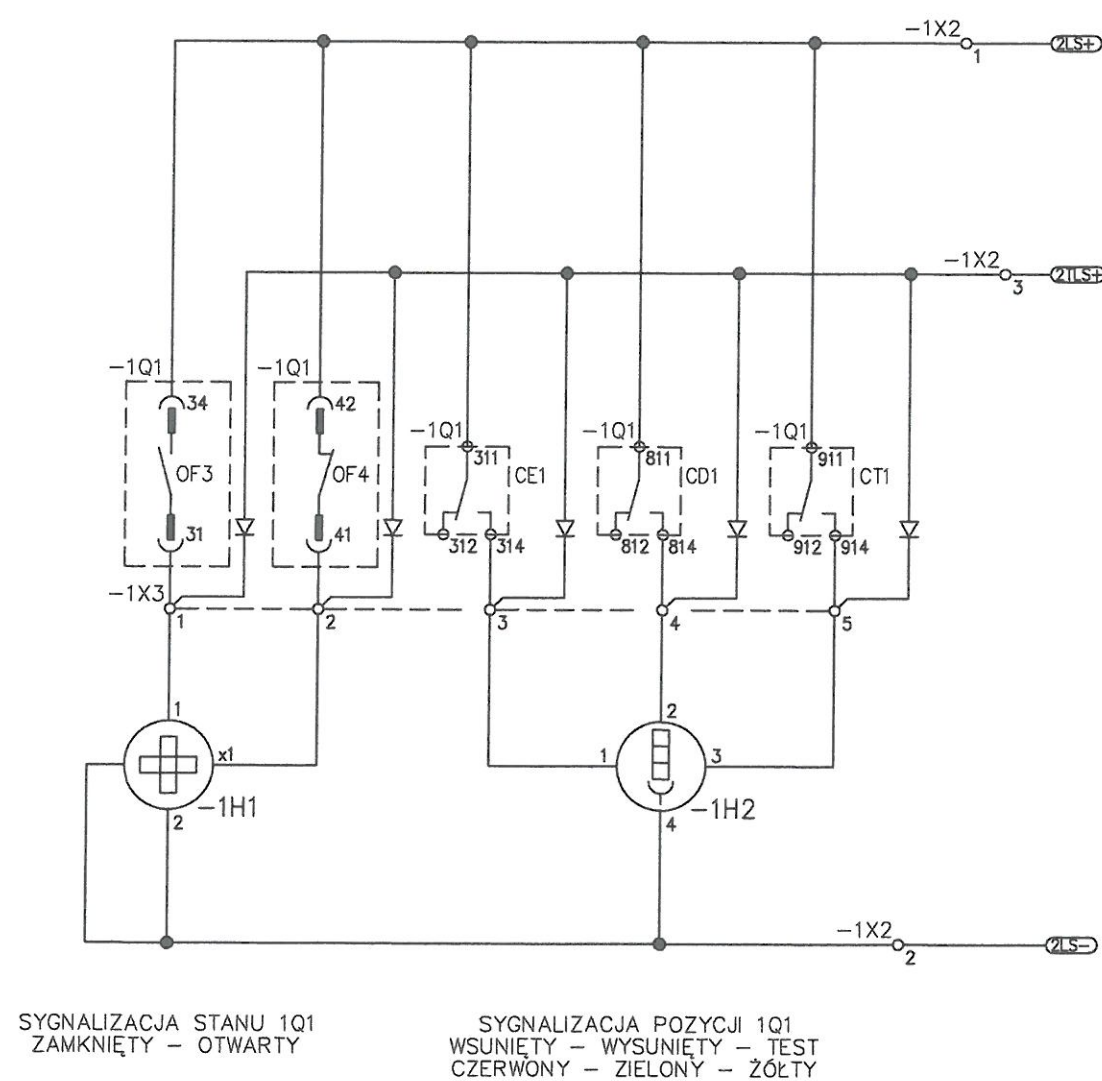 -1X2
1
2LS+
-1X2
3
2TLS+
-1Q1
34
OF3
31
-1Q1
42
OF4
41
-1Q1
311
CE1
312
314
-1Q1
811
CD1
812
814
-1Q1
911
CT1
912
914
-1X3
1
2
3
4
5
1
x1
2
-1H1
1
2
3
4
-1H2
-1X2
2
2LS-
SYGNALIZACJA STANU 1Q1
ZAMKNIĘTY - OTWARTY
SYGNALIZACJA POZYCJI 1Q1
WSUNIĘTY - WYSUNIĘTY - TEST
CZERWONY - ZIELONY - ŻÓŁTY